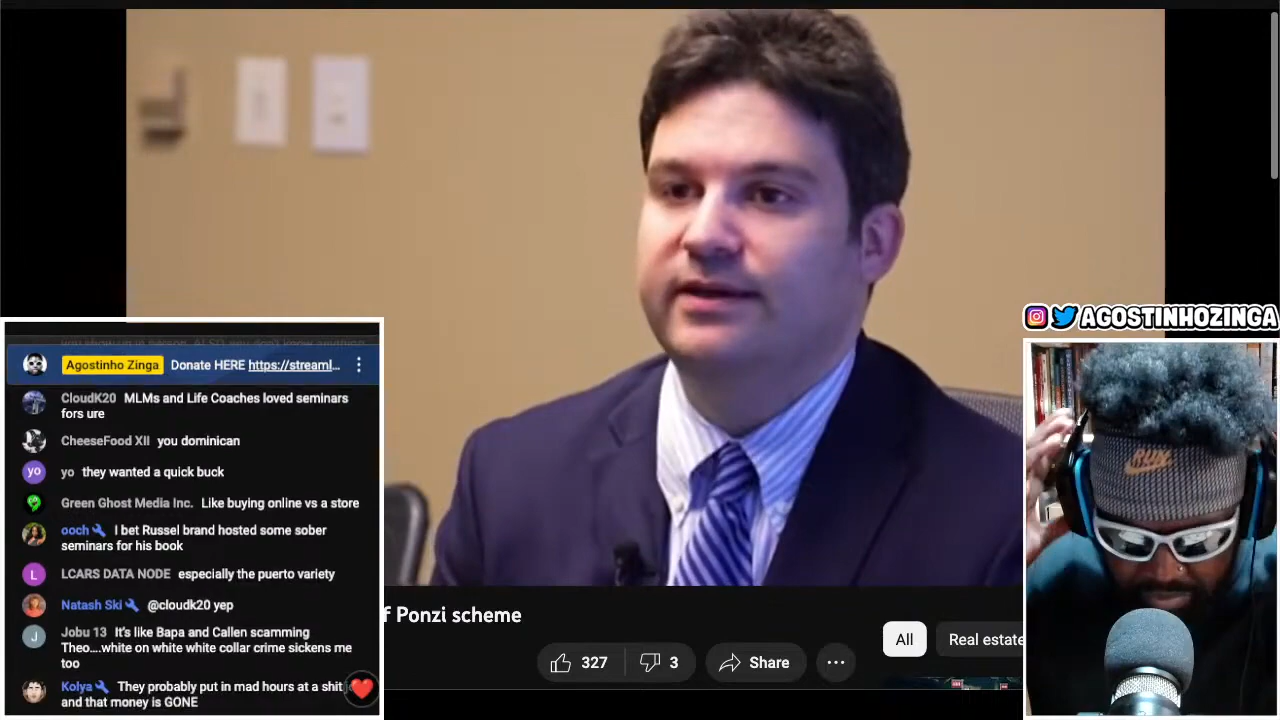 AGOSTINHOZINGA
Agostinho Zinga Donate HERE https://streaml...
CloudK20 MLMs and Life Coaches loved seminars
fors ure
CheeseFood XII you dominican
yo yo they wanted a quick buck
Green Ghost Media Inc. Like buying online vs a store
ooch I bet Russel brand hosted some sober
seminars for his book
L LCARS DATA NODE especially the puerto variety
Natash Ski @cloudk20 yep
J Jobu 13 It's like Bapa and Callen scamming
Theo....white on white white collar crime sickens me
too
Kolya They probably put in mad hours at a shit
and that money is GONE
f Ponzi scheme
327
3
Share
All
Real estate
RUN